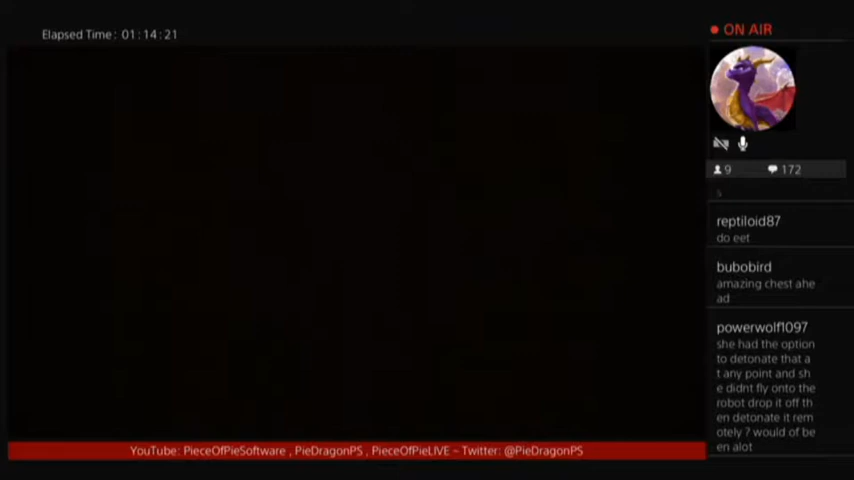 Elapsed Time: 01:14:21
ON AIR
9 172
s
reptiloid87
do eet
bubobird
amazing chest ahe
ad
powerwolf1097
she had the option
to detonate that a
t any point and sh
e didnt fly onto the
robot drop it off th
en detonate it rem
otely ? would of be
en alot
YouTube: PieceOfPieSoftware , PieDragonPS , PieceOfPieLIVE ~ Twitter: @PieDragonPS